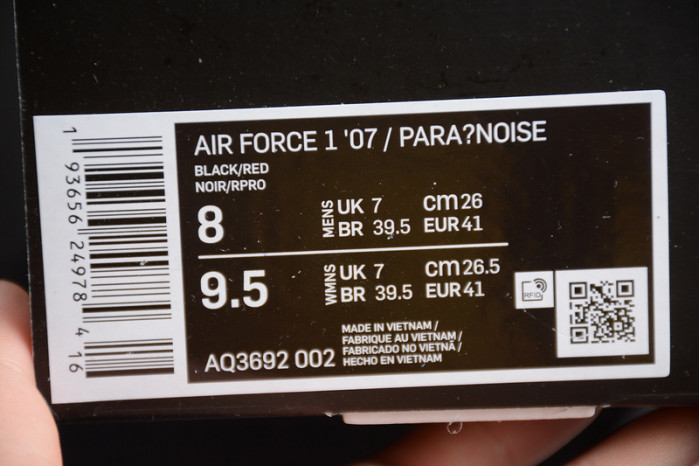 1 93656 24978 4 16
AIR FORCE 1 '07 / PARA?NOISE
BLACK/RED
NOIR/RPRO
8 MENS UK 7 cm 26
BR 39.5 EUR 41
9.5 WMNS UK 7 cm 26.5
BR 39.5 EUR 41
RFID
MADE IN VIETNAM /
FABRIQUE AU VIETNAM /
FABRICADO NO VIETNÃ /
HECHO EN VIETNAM
AQ3692 002